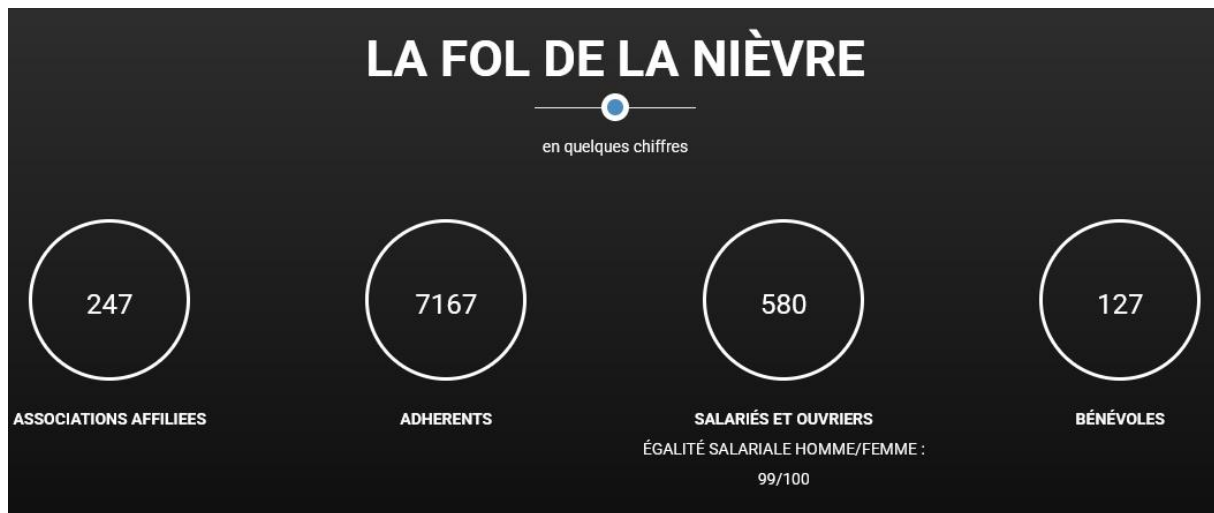 LA FOL DE LA NIÈVRE
en quelques chiffres
247
7167
580
127
ASSOCIATIONS AFFILIEES
ADHERENTS
SALARIÉS ET OUVRIERS
BÉNÉVOLES
ÉGALITÉ SALARIALE HOMME/FEMME :
99/100